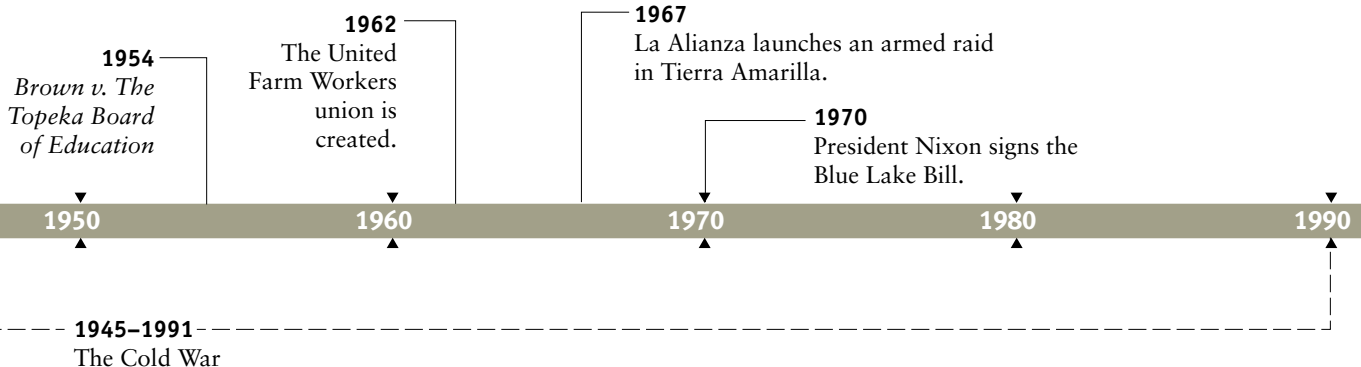 1954
Brown v. The
Topeka Board
of Education
1962
The United
Farm Workers
union is
created.
1967
La Alianza launches an armed raid
in Tierra Amarilla.
1970
President Nixon signs the
Blue Lake Bill.
1950 1960 1970 1980 1990
1945–1991
The Cold War